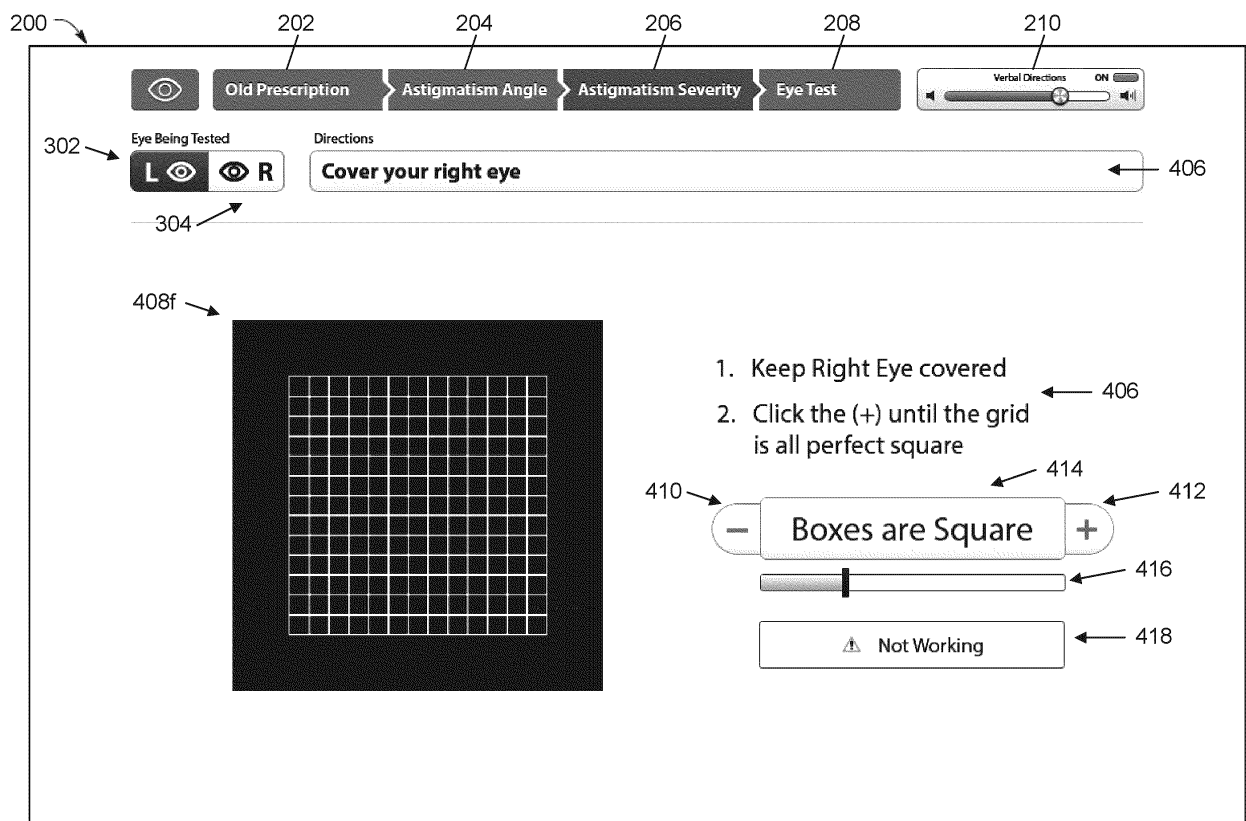 200 202 204 206 208 210
Old Prescription Astigmatism Angle Astigmatism Severity Eye Test Verbal Directions ON
Eye Being Tested Directions
302 L R Cover your right eye 406
304
408f
1. Keep Right Eye covered
406
2. Click the (+) until the grid
is all perfect square
414
410 412
− Boxes are Square +
416
Not Working 418